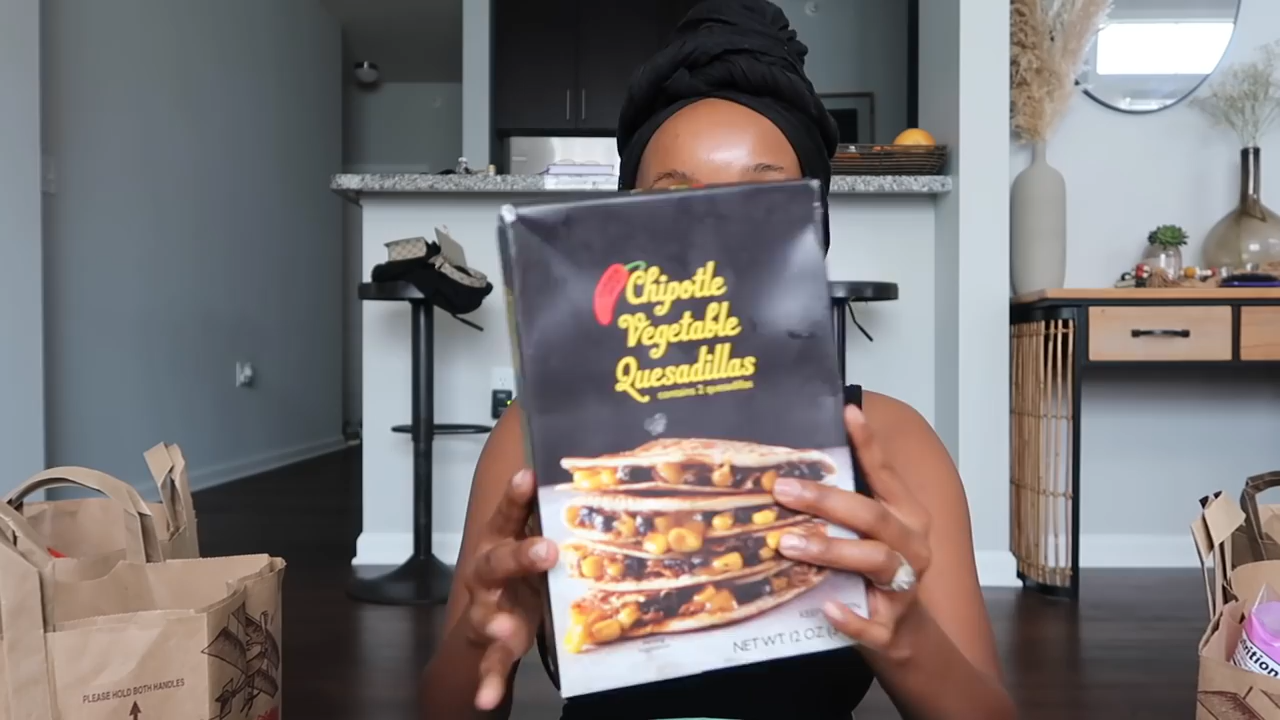 Chipotle
Vegetable
Quesadillas
contains 2 quesadillas
NET WT. 12 OZ
PLEASE HOLD BOTH HANDLES